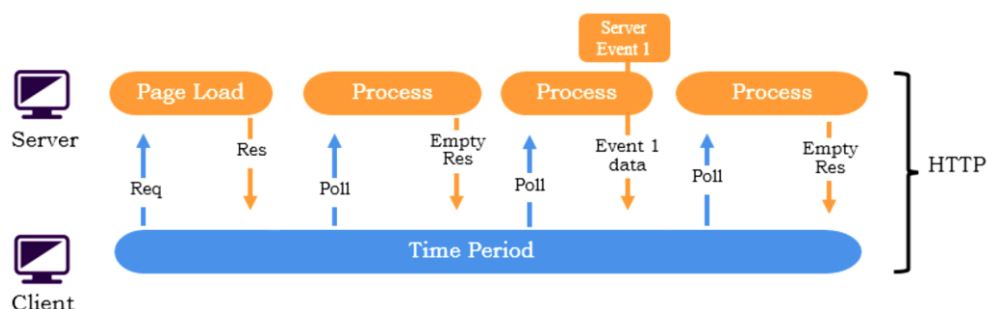 Server
Event 1
Page Load
Process
Process
Process
Server
Req
Res
Poll
Empty
Res
Poll
Event 1
data
Poll
Empty
Res
HTTP
Time Period
Client